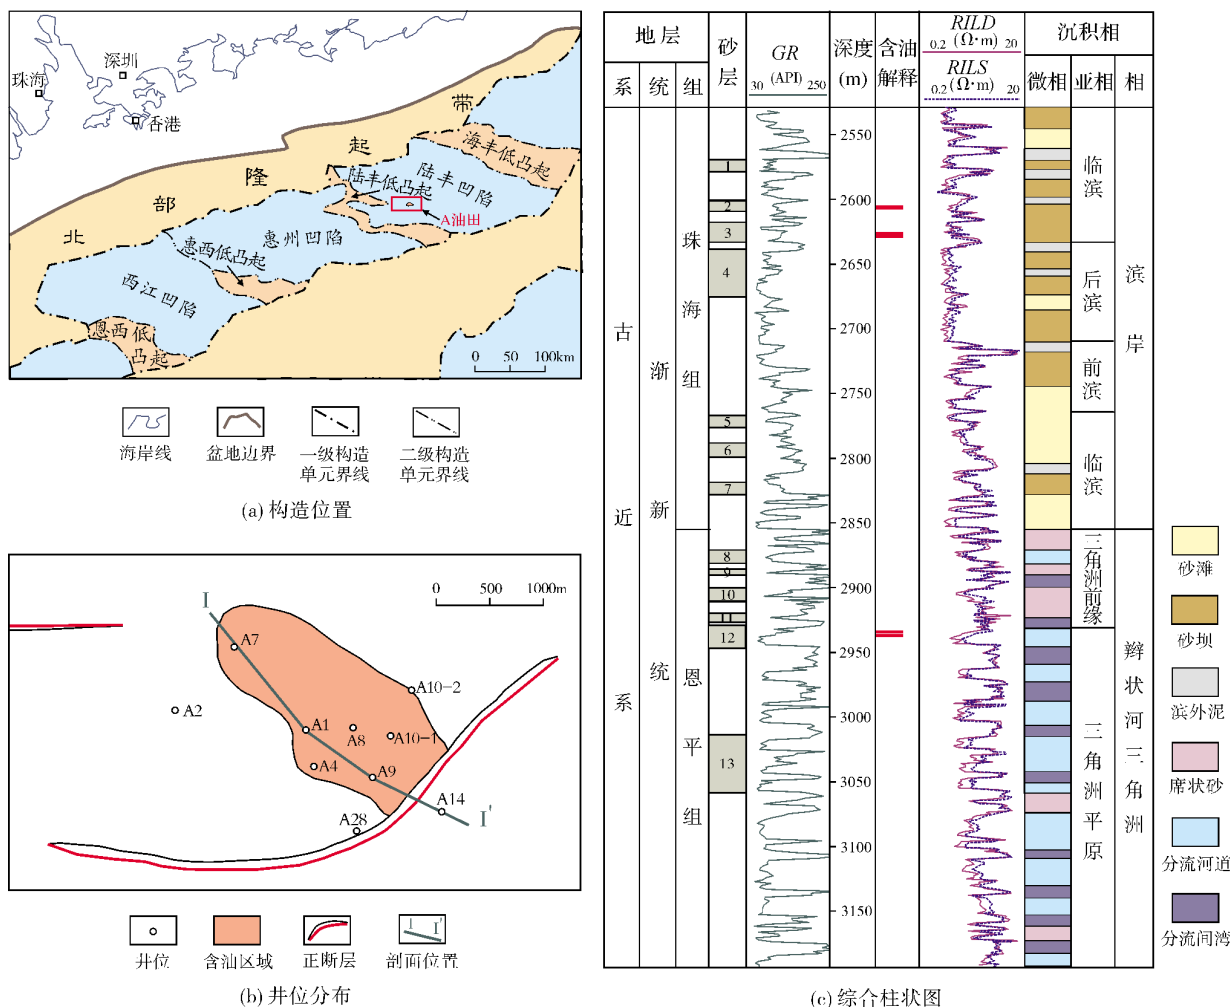 深圳
珠海
香港
北部隆起带
海丰低凸起
陆丰凹陷
陆丰低凸起
A油田
惠州凹陷
惠西低凸起
西江凹陷
恩西低
凸起
0 50 100km
海岸线
盆地边界
一级构造
单元界线
二级构造
单元界线
(a) 构造位置
0 500 1000m
I
A7
A10-2
A2
A1
A8
A10-1
A4
A9
A14
A28
I'
井位
含油区域
正断层
I I'
剖面位置
(b) 井位分布
地层
系
统
组
砂层
GR
(API)
30 250
深度
(m)
含油
解释
RILD
0.2 (Ω·m) 20
RILS
0.2 (Ω·m) 20
沉积相
微相
亚相
相
古近系
渐新统
珠海组
恩平组
1
2
3
4
5
6
7
8
9
10
11
12
13
2550
2600
2650
2700
2750
2800
2850
2900
2950
3000
3050
3100
3150
临滨
后滨
前滨
临滨
三角洲前缘
三角洲平原
滨岸
辫状河三角洲
砂滩
砂坝
滨外泥
席状砂
分流河道
分流间湾
(c) 综合柱状图